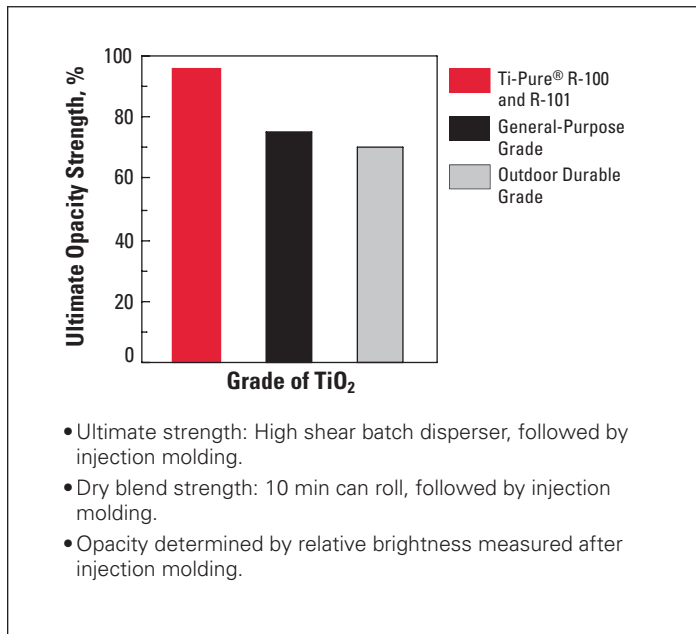 Ultimate Opacity Strength, %
100
80
60
40
20
0
Grade of TiO₂
Ti-Pure® R-100
and R-101
General-Purpose
Grade
Outdoor Durable
Grade
• Ultimate strength: High shear batch disperser, followed by
injection molding.
• Dry blend strength: 10 min can roll, followed by injection
molding.
• Opacity determined by relative brightness measured after
injection molding.